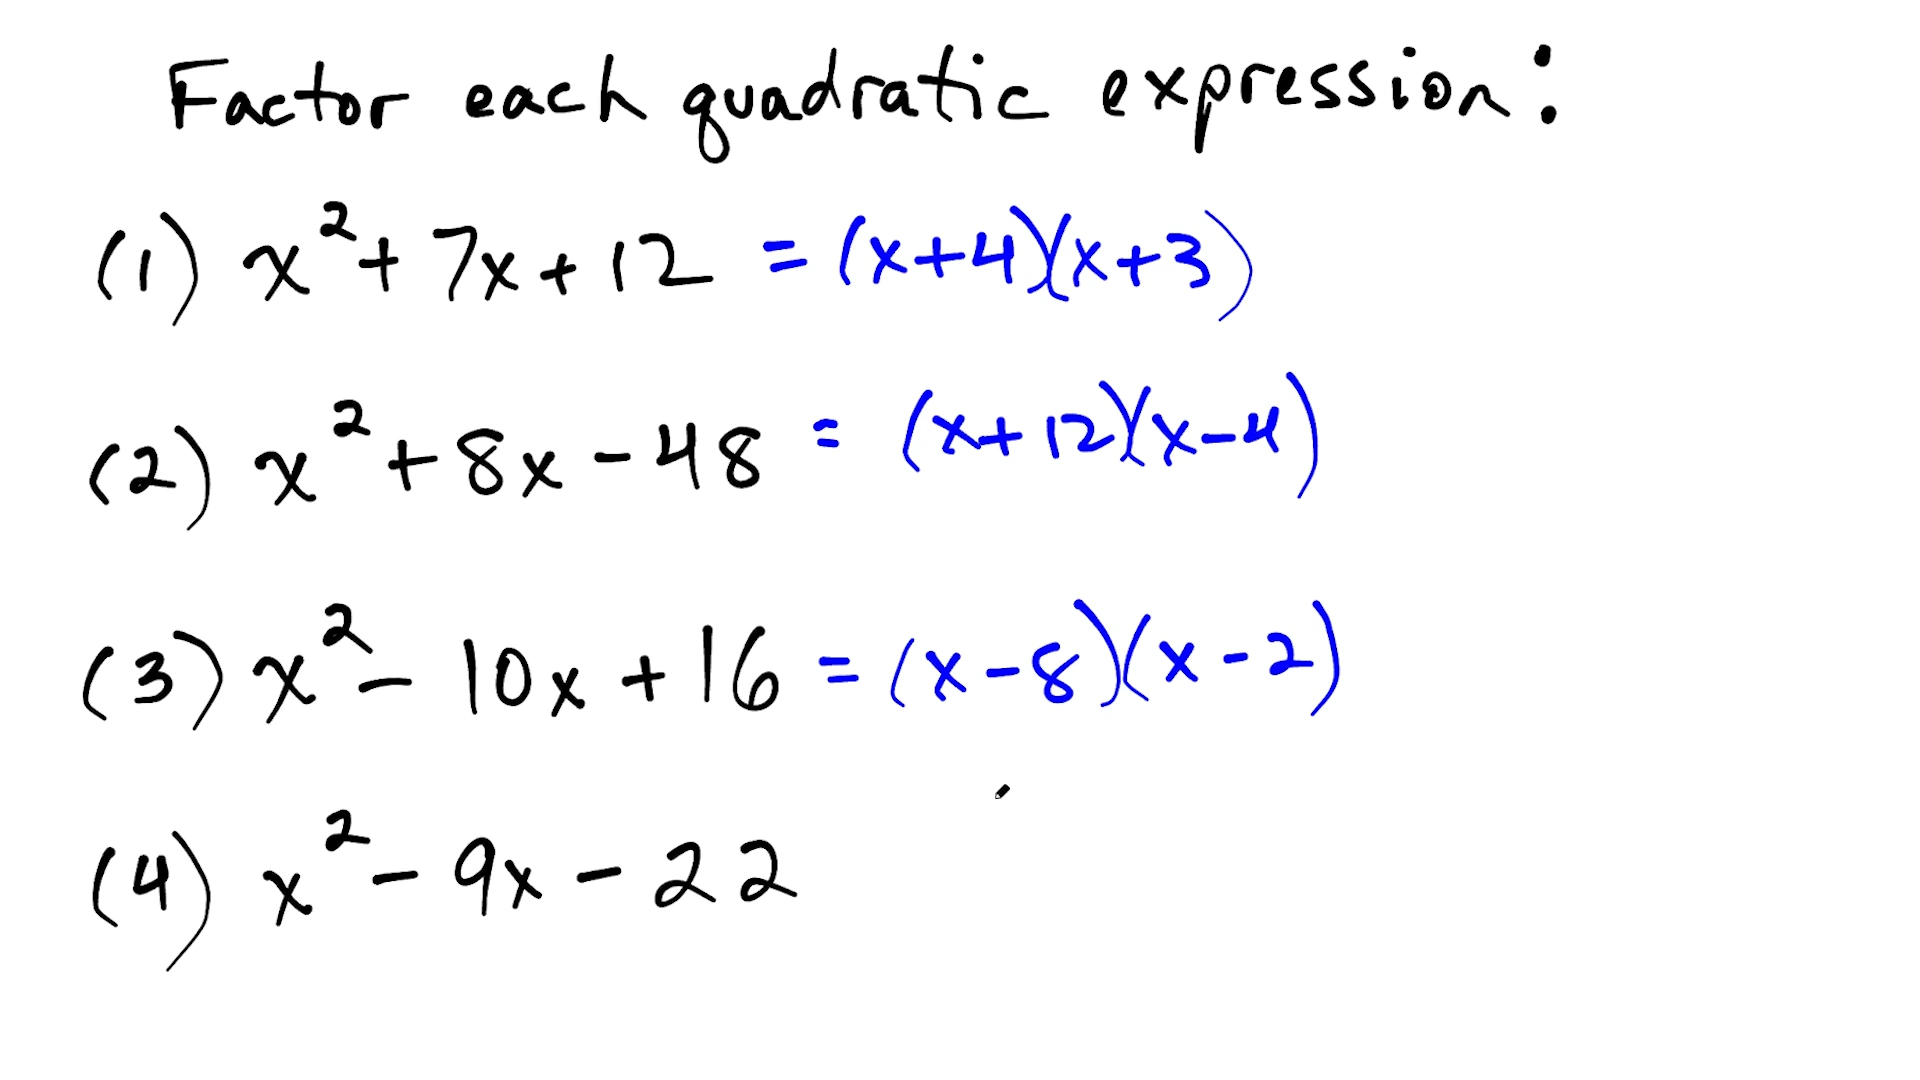 Factor each quadratic expression:
(1) x² + 7x + 12 = (x+4)(x+3)
(2) x² + 8x - 48 = (x+12)(x-4)
(3) x² - 10x + 16 = (x-8)(x-2)
(4) x² - 9x - 22